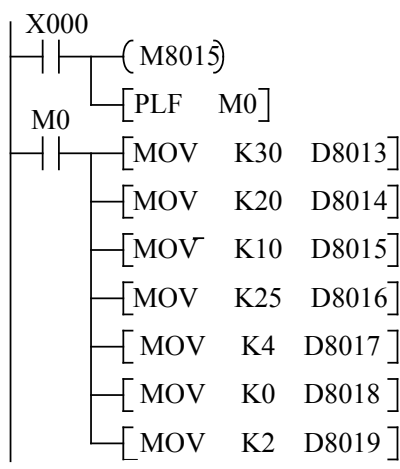 X000
M8015
PLF M0
M0
MOV K30 D8013
MOV K20 D8014
MOV K10 D8015
MOV K25 D8016
MOV K4 D8017
MOV K0 D8018
MOV K2 D8019